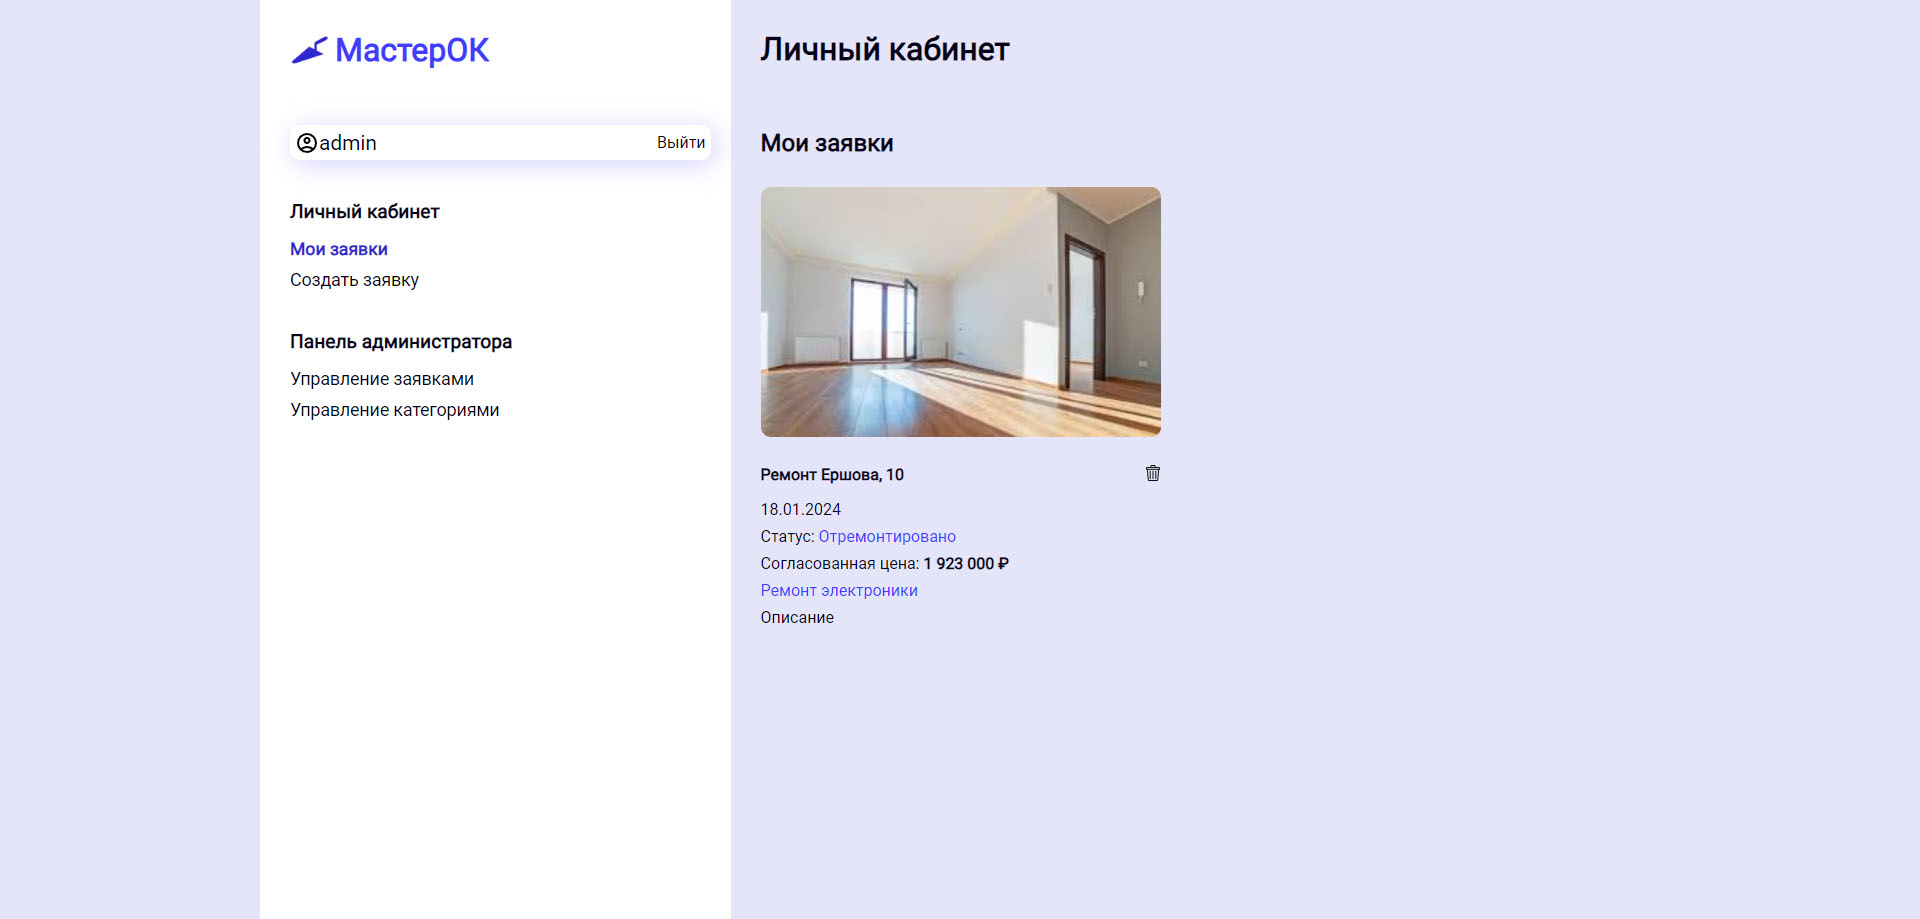 МастерОК
admin
Выйти
Личный кабинет
Мои заявки
Создать заявку
Панель администратора
Управление заявками
Управление категориями
Личный кабинет
Мои заявки
Ремонт Ершова, 10
18.01.2024
Статус: Отремонтировано
Согласованная цена: 1 923 000 ₽
Ремонт электроники
Описание